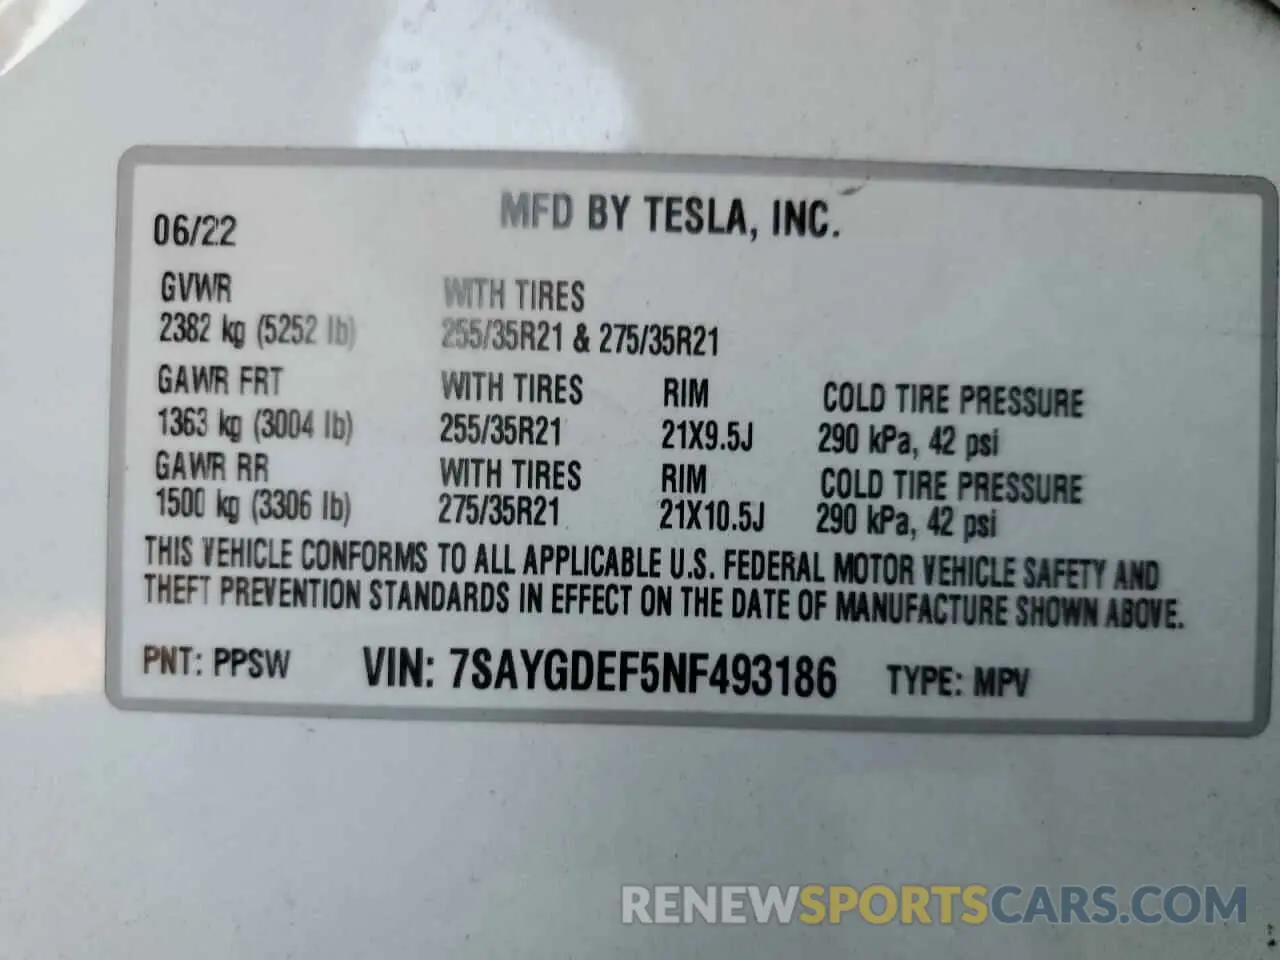 06/22 MFD BY TESLA, INC.
GVWR WITH TIRES
2382 kg (5252 lb) 255/35R21 & 275/35R21
GAWR FRT WITH TIRES RIM COLD TIRE PRESSURE
1363 kg (3004 lb) 255/35R21 21X9.5J 290 kPa, 42 psi
GAWR RR WITH TIRES RIM COLD TIRE PRESSURE
1500 kg (3306 lb) 275/35R21 21X10.5J 290 kPa, 42 psi
THIS VEHICLE CONFORMS TO ALL APPLICABLE U.S. FEDERAL MOTOR VEHICLE SAFETY AND
THEFT PREVENTION STANDARDS IN EFFECT ON THE DATE OF MANUFACTURE SHOWN ABOVE.
PNT: PPSW VIN: 7SAYGDEF5NF493186 TYPE: MPV
RENEWSPORTSCARS.COM